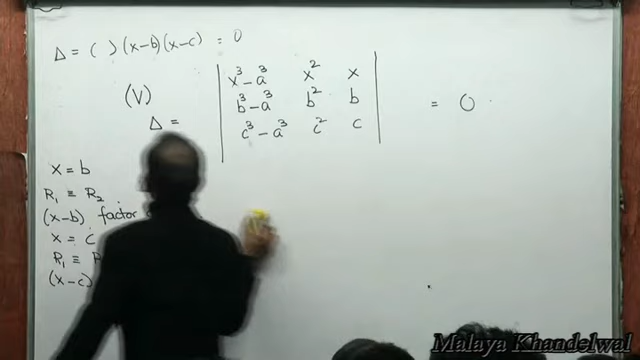 Δ = ( ) (x-b)(x-c) = 0
(V)
Δ =
x³-a³ x² x
b³-a³ b² b
c³-a³ c² c
= 0
x = b
R₁ ≡ R₂
(x-b) factor
x = c
R₁ ≡ R
(x-c)
Malaya Khandelwal